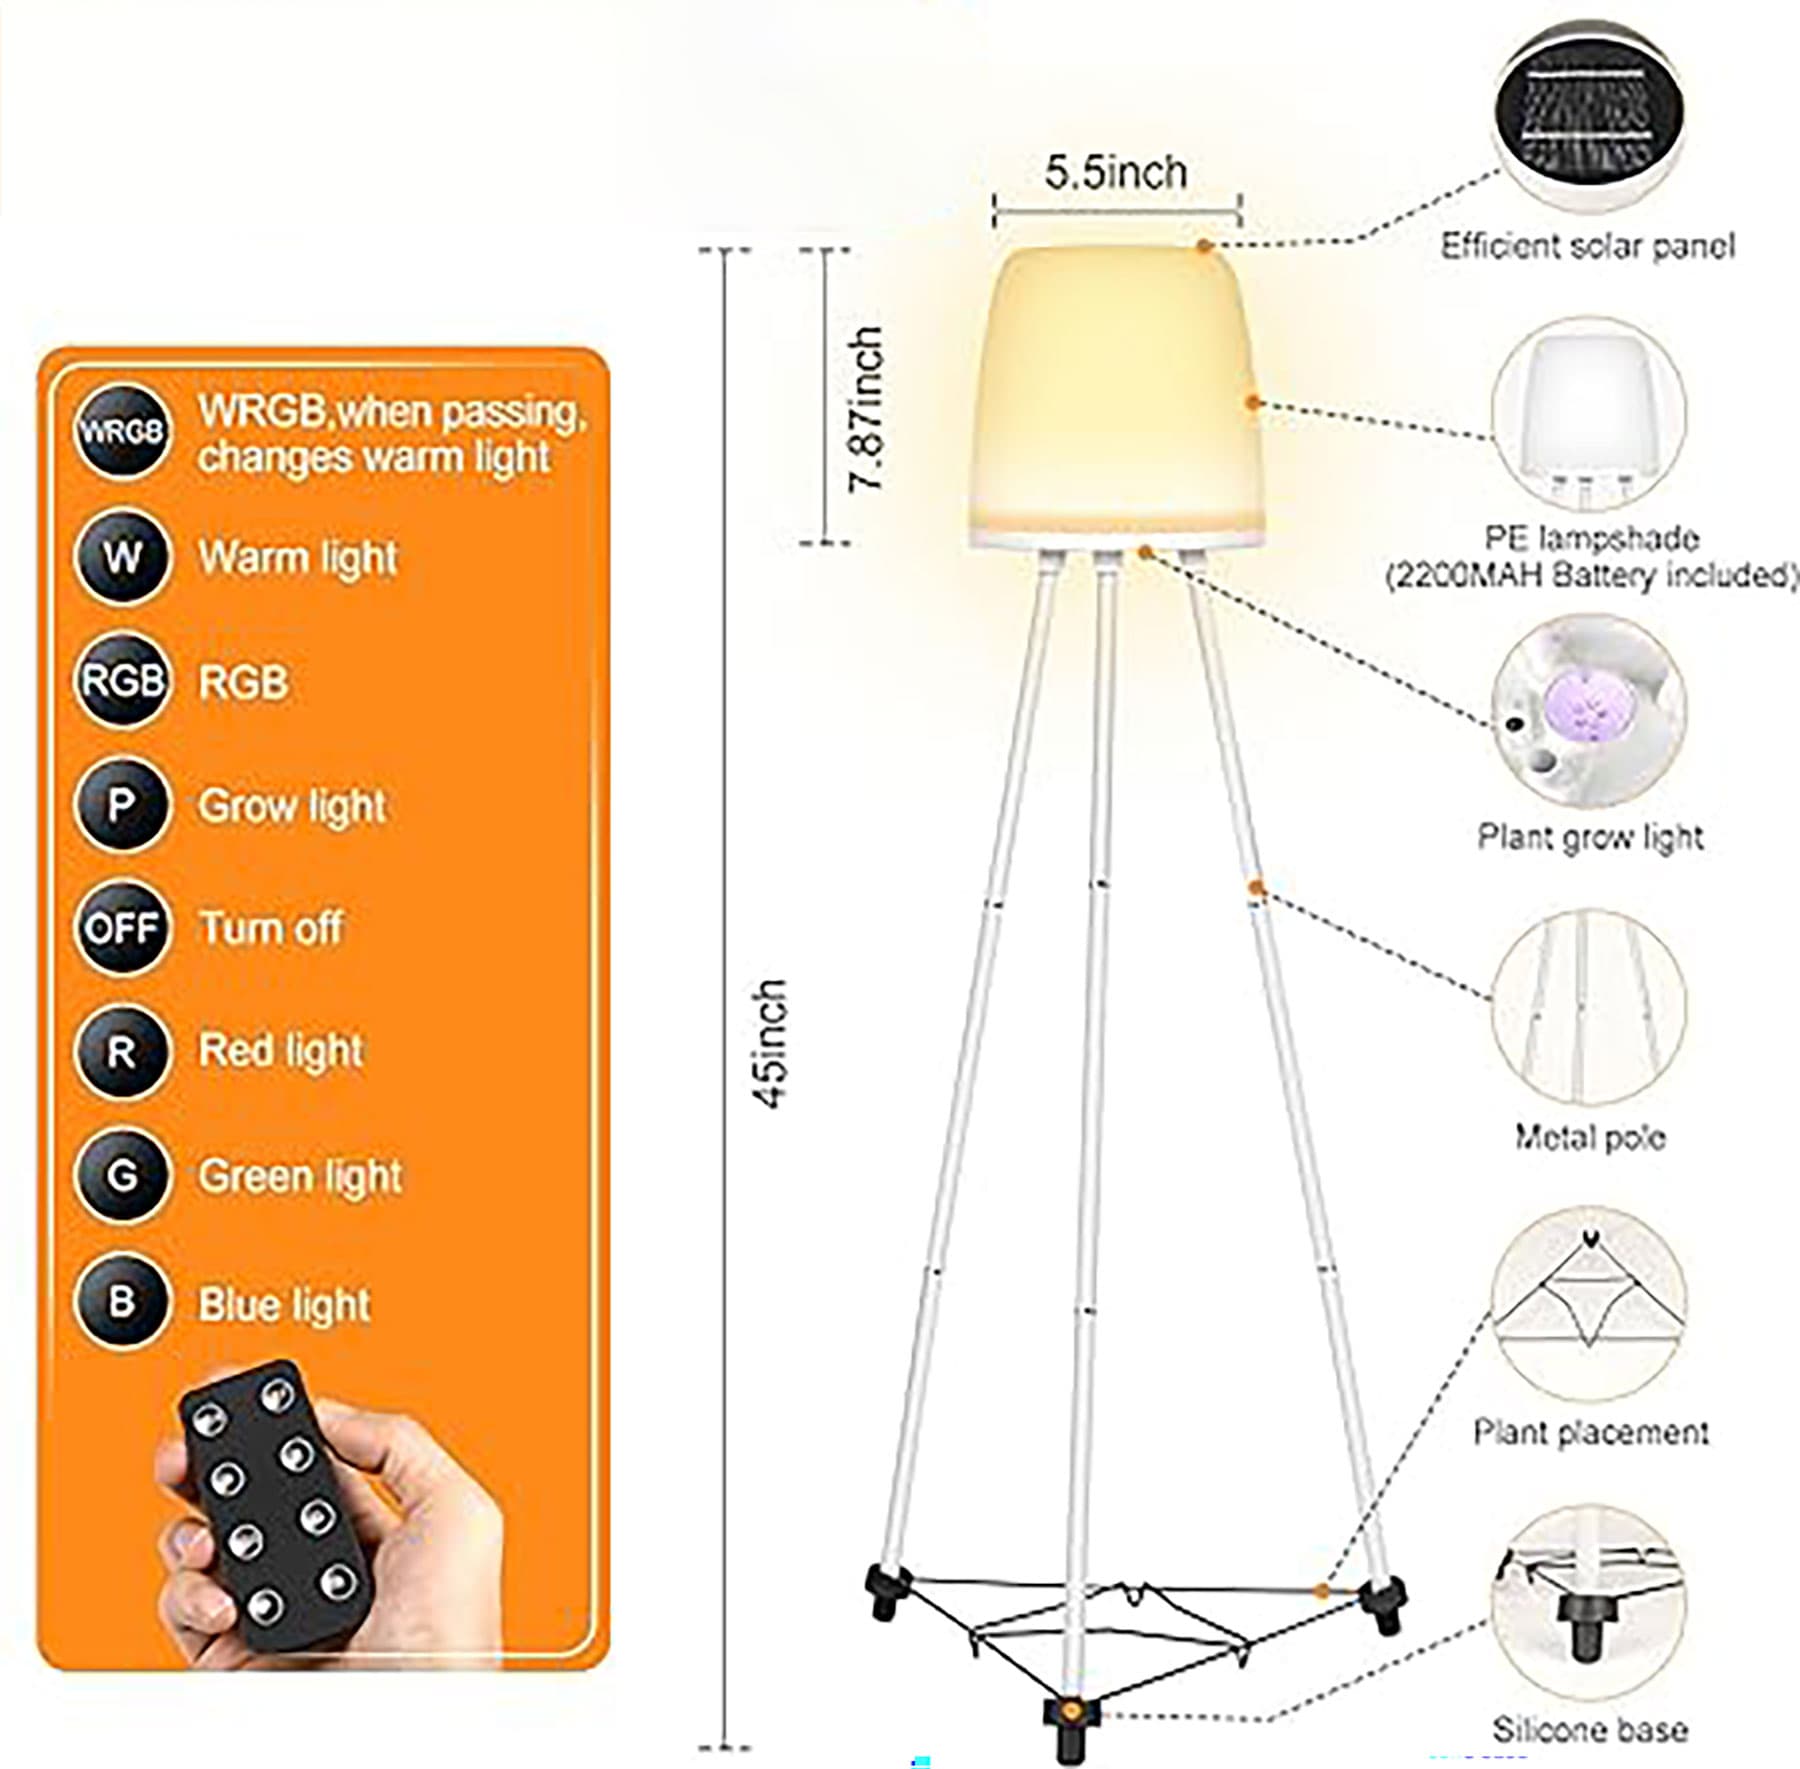 WRGB
WRGB,when passing,
changes warm light
W
Warm light
RGB
RGB
P
Grow light
OFF
Turn off
R
Red light
G
Green light
B
Blue light
5.5inch
7.87inch
45inch
Efficient solar panel
PE lampshade
(2200MAH Battery included)
Plant grow light
Metal pole
Plant placement
Silicone base